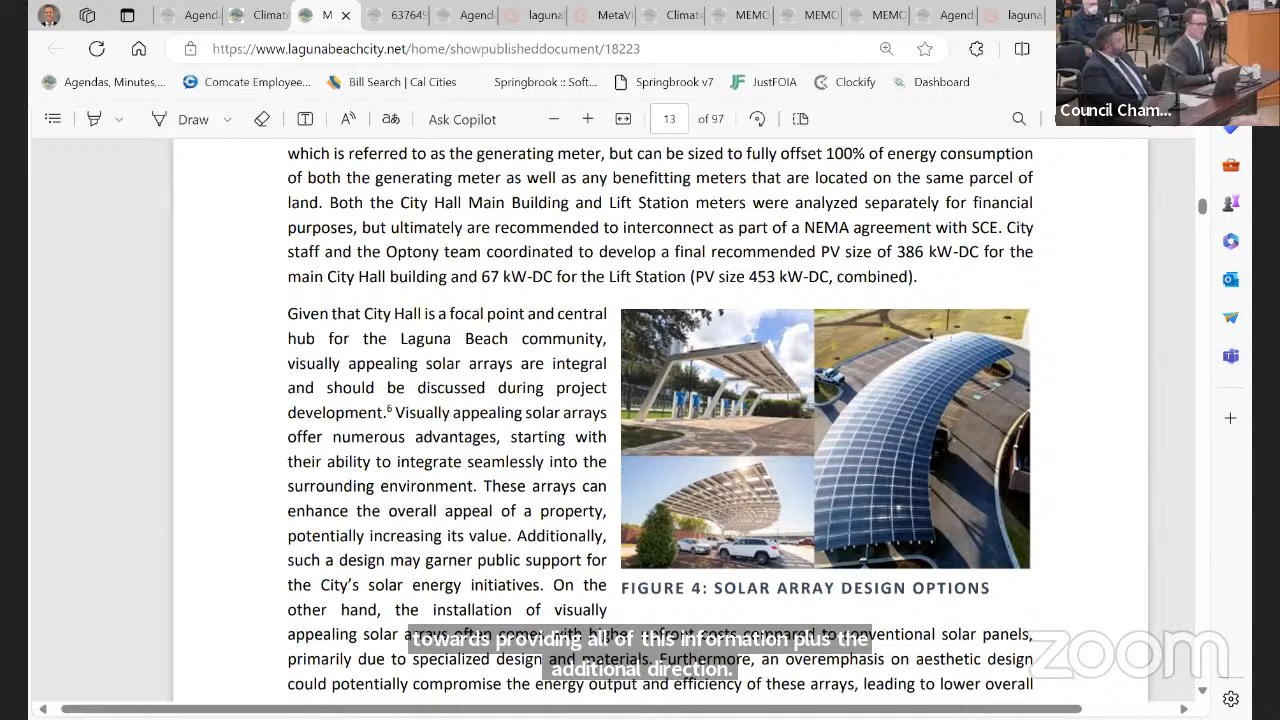 Agend
Climate
M
63764
laguna
MetaV
Climate
MEMO
MEMO
MEMO
Agend
laguna
https://www.lagunabeachcity.net/home/showpublisheddocument/18223
Agendas, Minutes,...
Comcate Employee...
Search | Cal Cities
Springbrook :: Soft...
Springbrook v7
JustFOIA
Clockify
Dashboard
Draw
Ask Copilot
13 of 97
Council Cham...
which is referred to as the generating meter, but can be sized to fully offset 100% of energy consumption
of both the generating meter as well as any benefitting meters that are located on the same parcel of
land. Both the City Hall Main Building and Lift Station meters were analyzed separately for financial
purposes, but ultimately are recommended to interconnect as part of a NEMA agreement with SCE. City
staff and the Optony team coordinated to develop a final recommended PV size of 386 kW-DC for the
main City Hall building and 67 kW-DC for the Lift Station (PV size 453 kW-DC, combined).
Given that City Hall is a focal point and central
hub for the Laguna Beach community,
visually appealing solar arrays are integral
and should be discussed during project
development.⁶ Visually appealing solar arrays
offer numerous advantages, starting with
their ability to integrate seamlessly into the
surrounding environment. These arrays can
enhance the overall appeal of a property,
potentially increasing its value. Additionally,
such a design may garner public support for
the City's solar energy initiatives. On the
other hand, the installation of visually
FIGURE 4: SOLAR ARRAY DESIGN OPTIONS
appealing solar compared to conventional solar panels,
primarily due to specialized design and materials. Furthermore, an overemphasis on aesthetic design
could potentially compromise the energy output and efficiency of these arrays, leading to lower overall
towards providing all of this information plus the
additional direction.
zoom